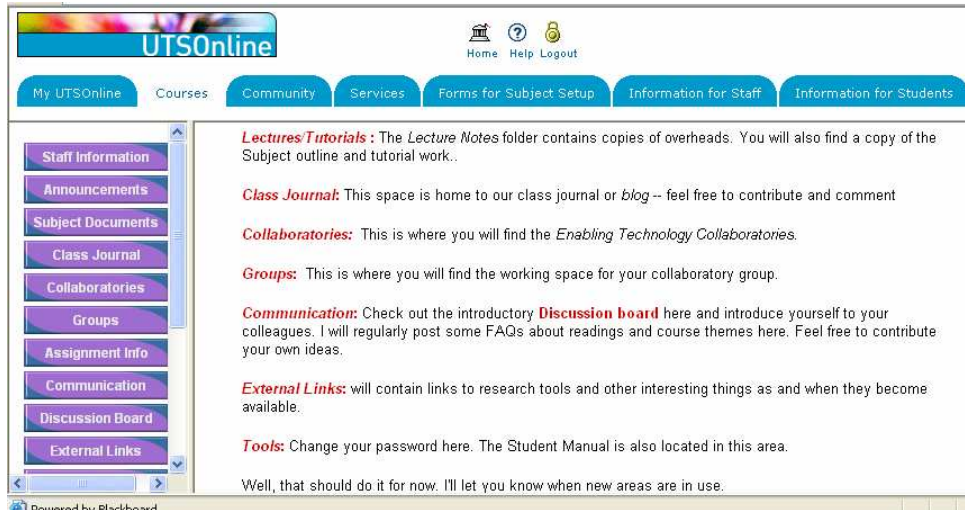 UTSOnline
Home Help Logout
My UTSOnline Courses Community Services Forms for Subject Setup Information for Staff Information for Students
Staff Information
Announcements
Subject Documents
Class Journal
Collaboratories
Groups
Assignment Info
Communication
Discussion Board
External Links
Lectures/Tutorials : The Lecture Notes folder contains copies of overheads. You will also find a copy of the
Subject outline and tutorial work..
Class Journal: This space is home to our class journal or blog -- feel free to contribute and comment
Collaboratories: This is where you will find the Enabling Technology Collaboratories.
Groups: This is where you will find the working space for your collaboratory group.
Communication: Check out the introductory Discussion board here and introduce yourself to your
colleagues. I will regularly post some FAQs about readings and course themes here. Feel free to contribute
your own ideas.
External Links: will contain links to research tools and other interesting things as and when they become
available.
Tools: Change your password here. The Student Manual is also located in this area.
Well, that should do it for now. I'll let you know when new areas are in use.
Powered by Blackboard